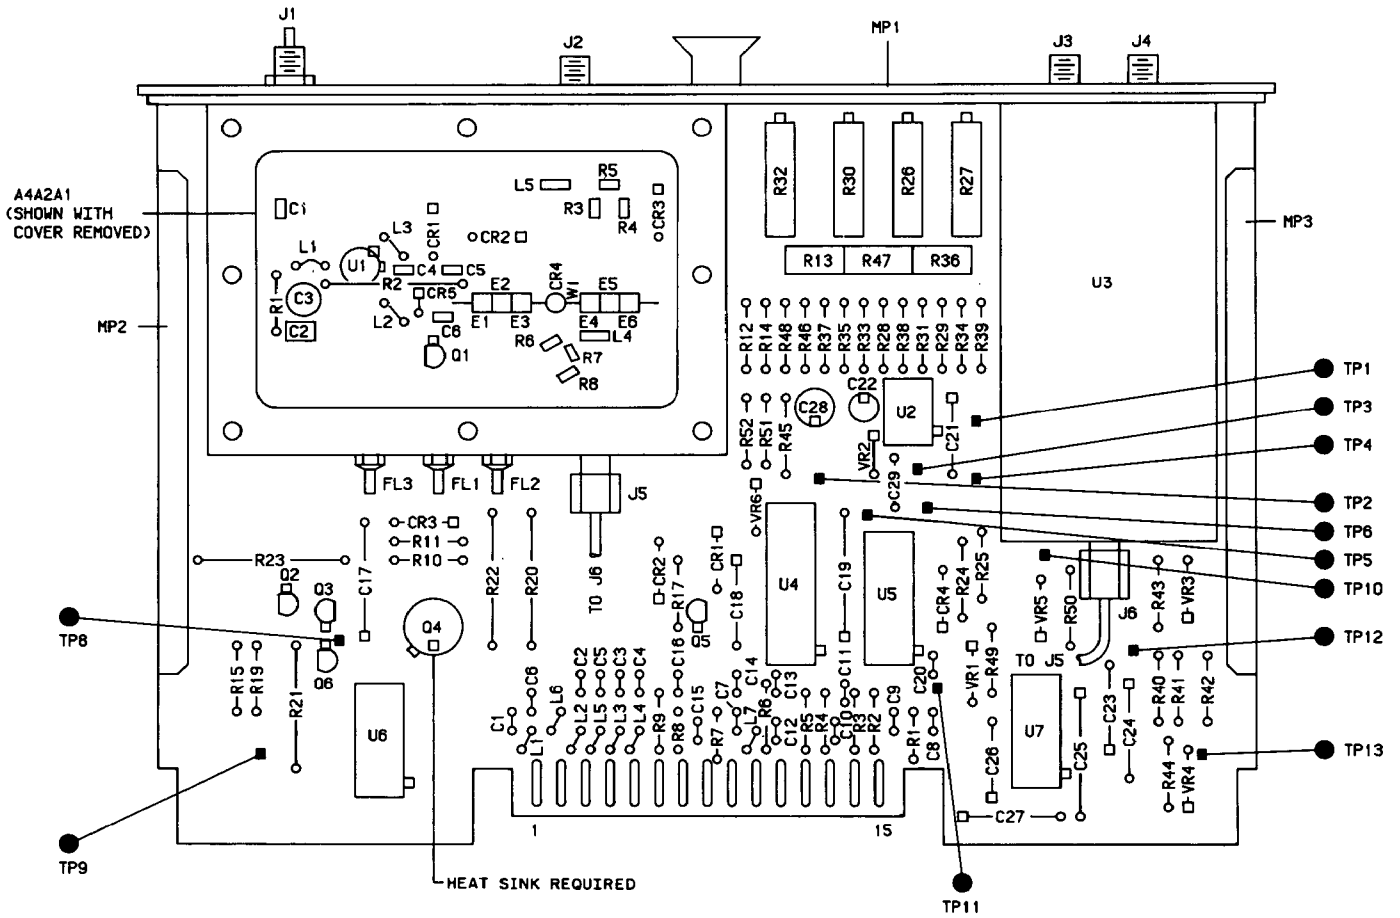 J1
J2
MP1
J3 J4
A4A2A1
(SHOWN WITH
COVER REMOVED)
C1
L5 R5
R3 R4 CR3
L3 CR1 CR2
L1 U1 C4 C5
R1 C3 R2 CR5
C2 L2 C6 Q1
E2 CR4 W1 E5
E1 E3 E4 E6
L4
R6 R7 R8
R32 R30 R26 R27
R13 R47 R36
U3
MP2
MP3
R12 R14 R48 R46 R37 R35 R33 R28 R38 R31 R29 R34 R39
TP1
TP3
TP4
TP2
TP6
TP5
TP10
TP12
TP13
R52 R51 R45 C28 C22 U2 C21
VR2 C29
FL3 FL1 FL2 J5
VR6
CR3
R11
R10
R23 C17 R22 R20
TO J6
CR2 R17 CR1 C18 U4 C19 U5 CR4 R24 R25 VR5 R50 J6 R43 VR3
Q2 Q3 Q4 Q5
TP8
Q6
R15 R19 R21
C6 C2 C5 C3 C4 C16 C14 C13 C11 C20 VR1 R49
TO J5
R40 R41 R42
U6
C1 L1 L6 L2 L5 L3 L4 R9 R8 C15 R7 C7 L7 R6 C12 R5 R4 C10 R3 R2 C9 R1 C8
C26 U7 C25 C23 C24 R44 VR4
C27
1 15
TP9
HEAT SINK REQUIRED
TP11